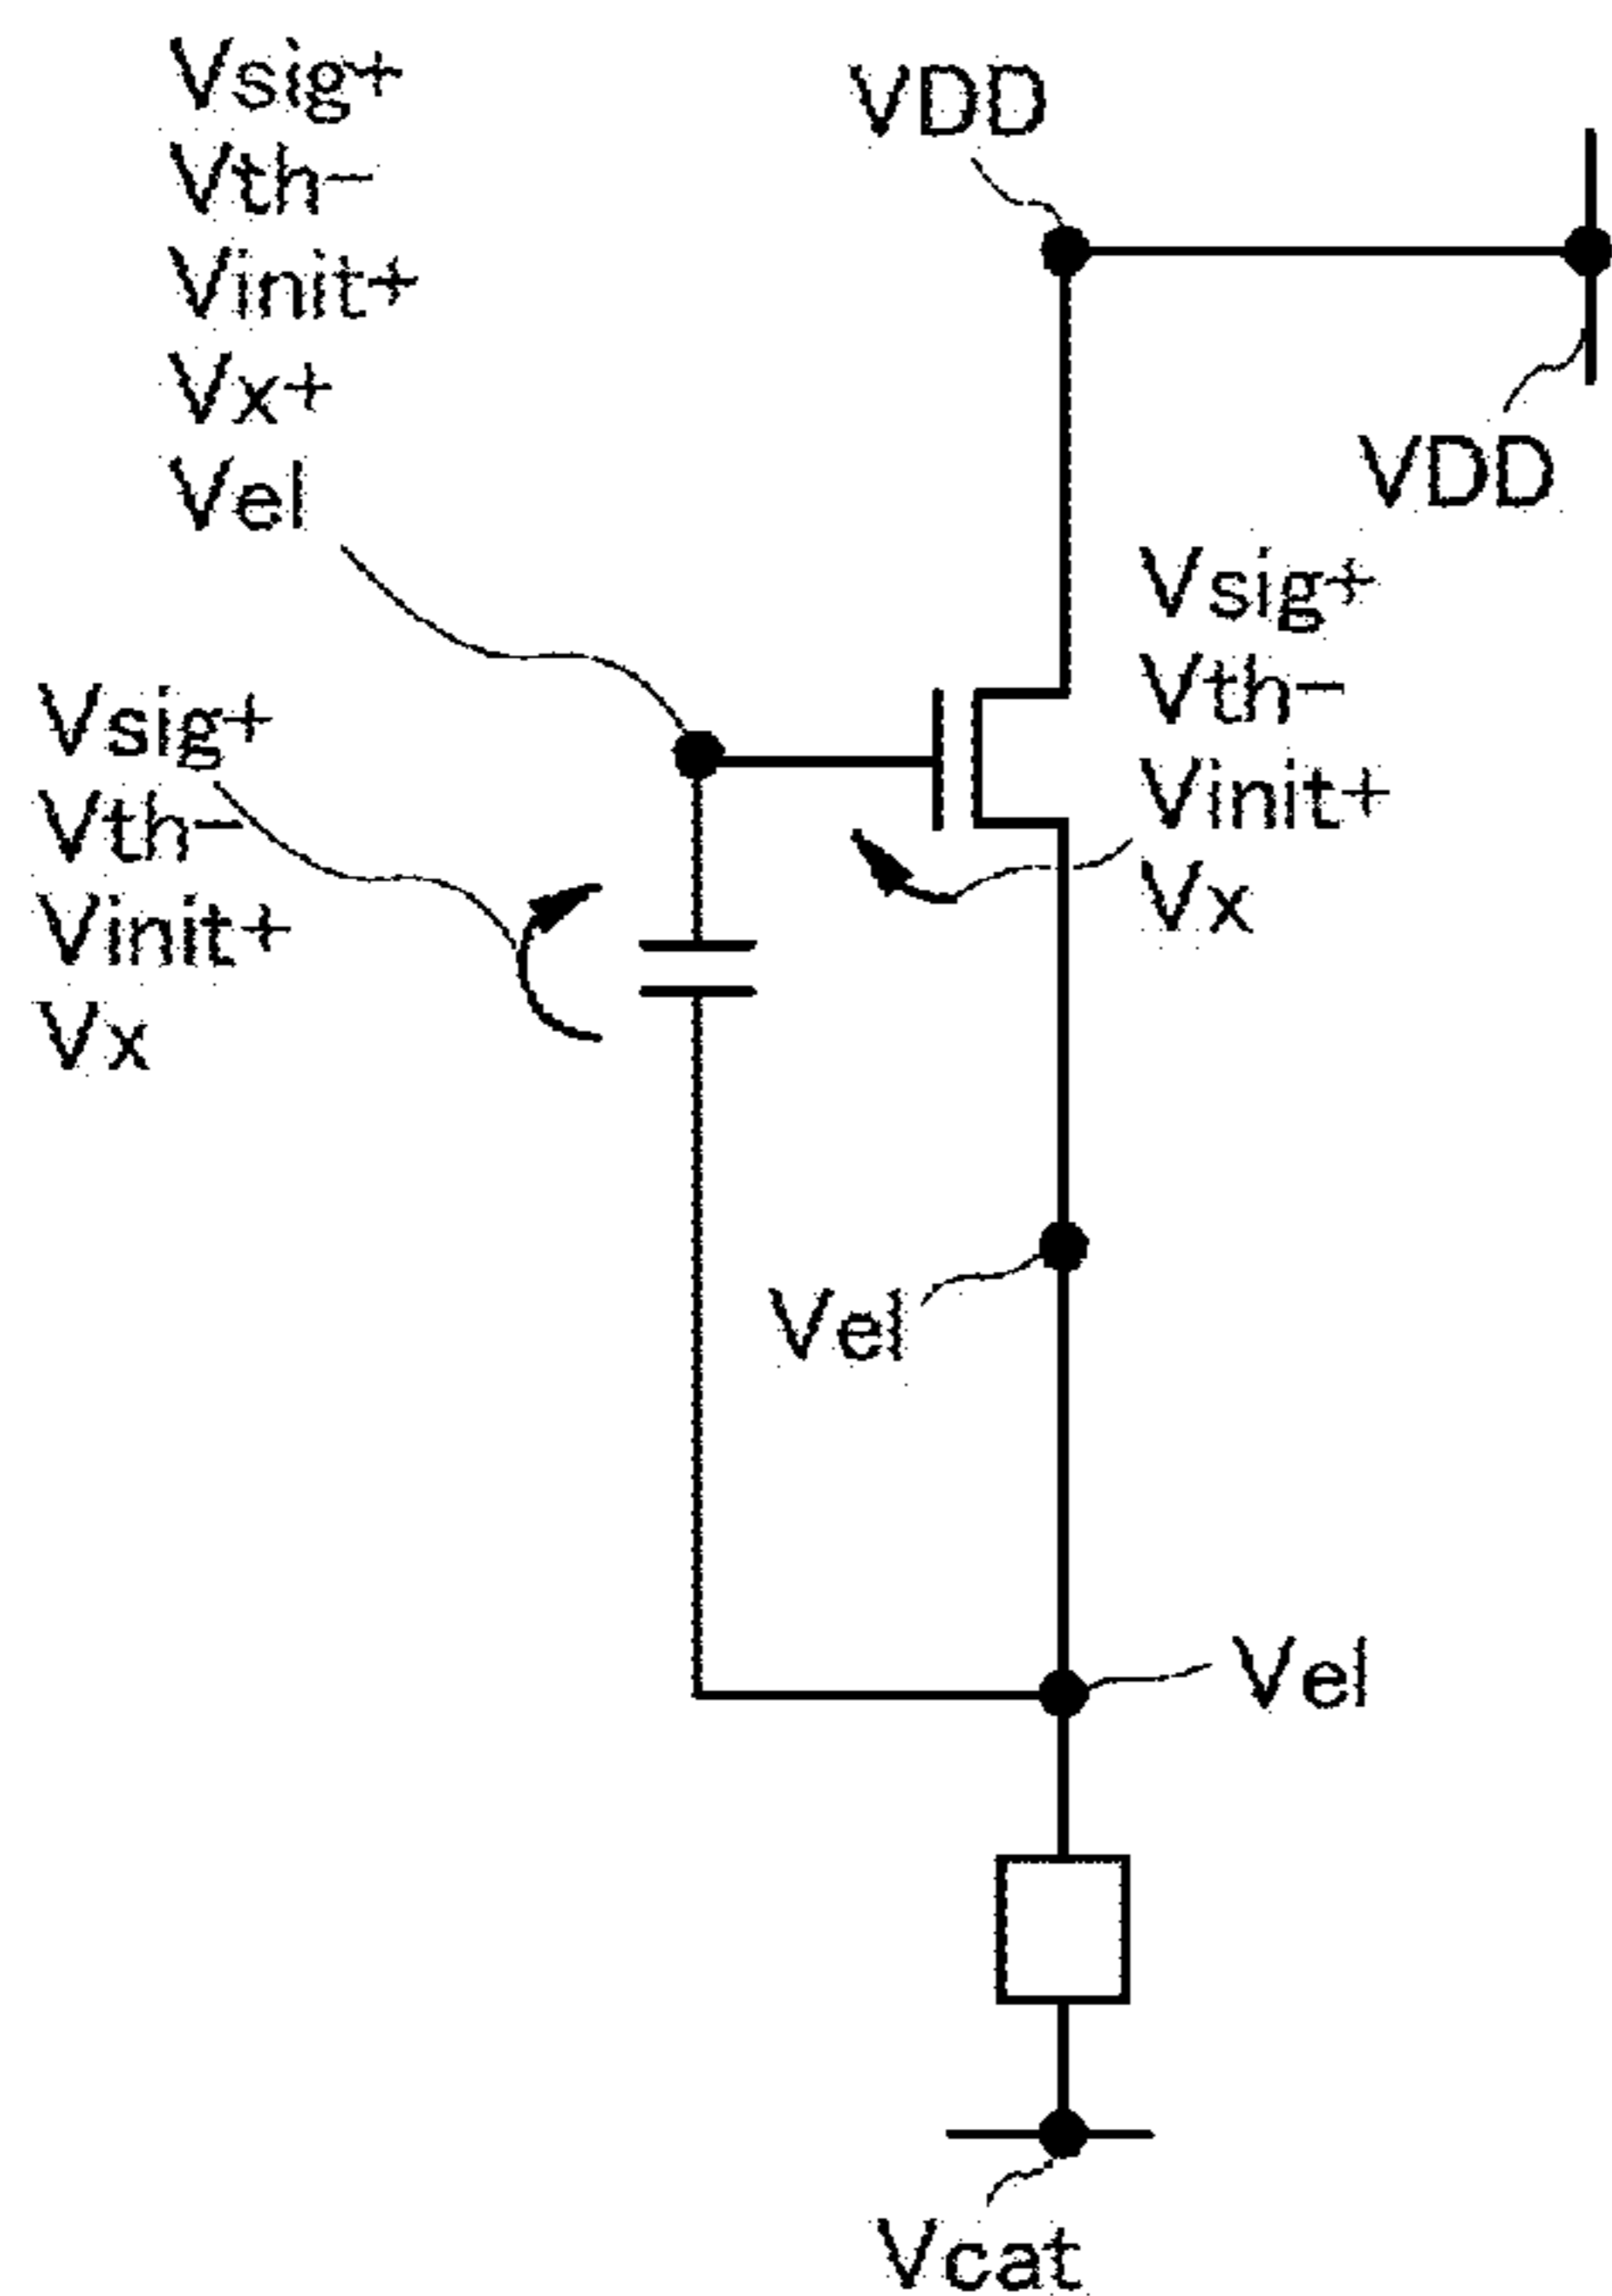 Vsig+
Vth−
Vinit+
Vx+
Vel
VDD
VDD
Vsig+
Vth−
Vinit+
Vx
Vsig+
Vth−
Vinit+
Vx
Vel
Vel
Vcat